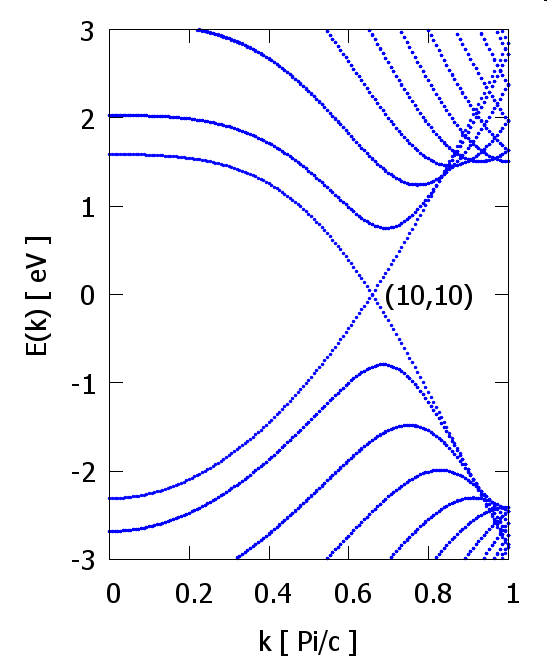 3
2
1
0
-1
-2
-3
E(k) [ eV ]
(10,10)
0 0.2 0.4 0.6 0.8 1
k [ Pi/c ]